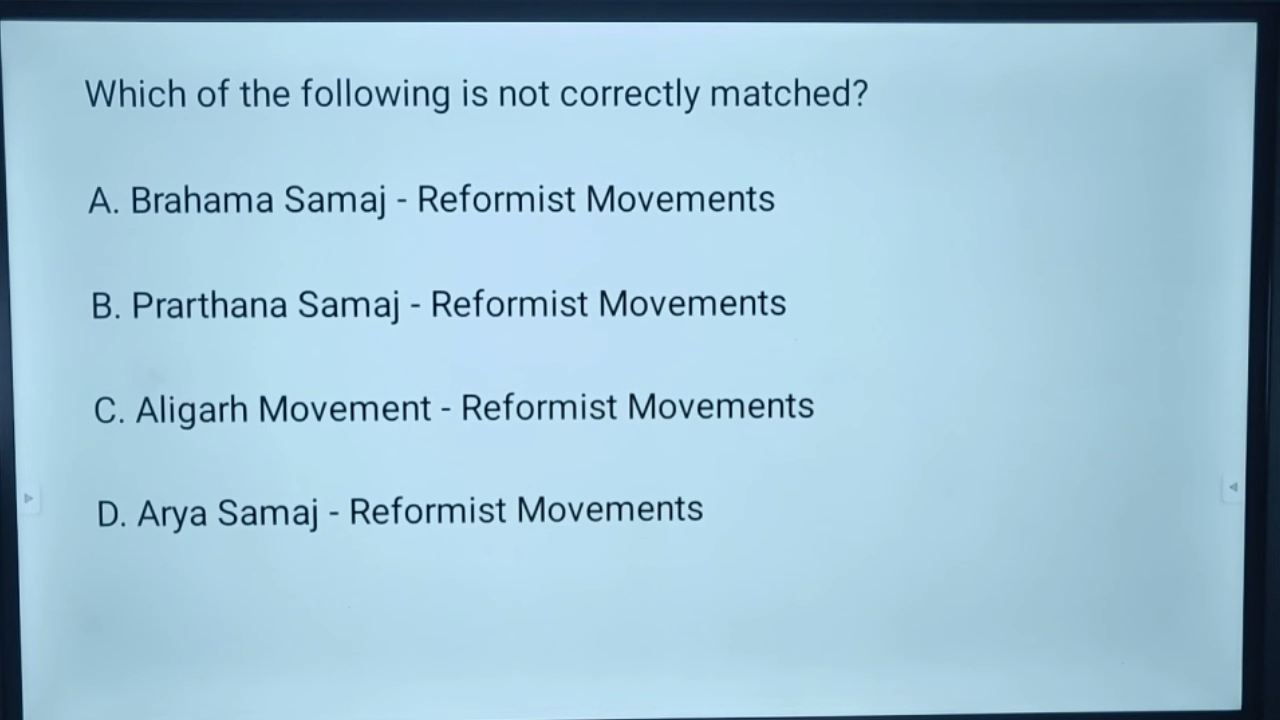 Which of the following is not correctly matched?
A. Brahama Samaj - Reformist Movements
B. Prarthana Samaj - Reformist Movements
C. Aligarh Movement - Reformist Movements
D. Arya Samaj - Reformist Movements